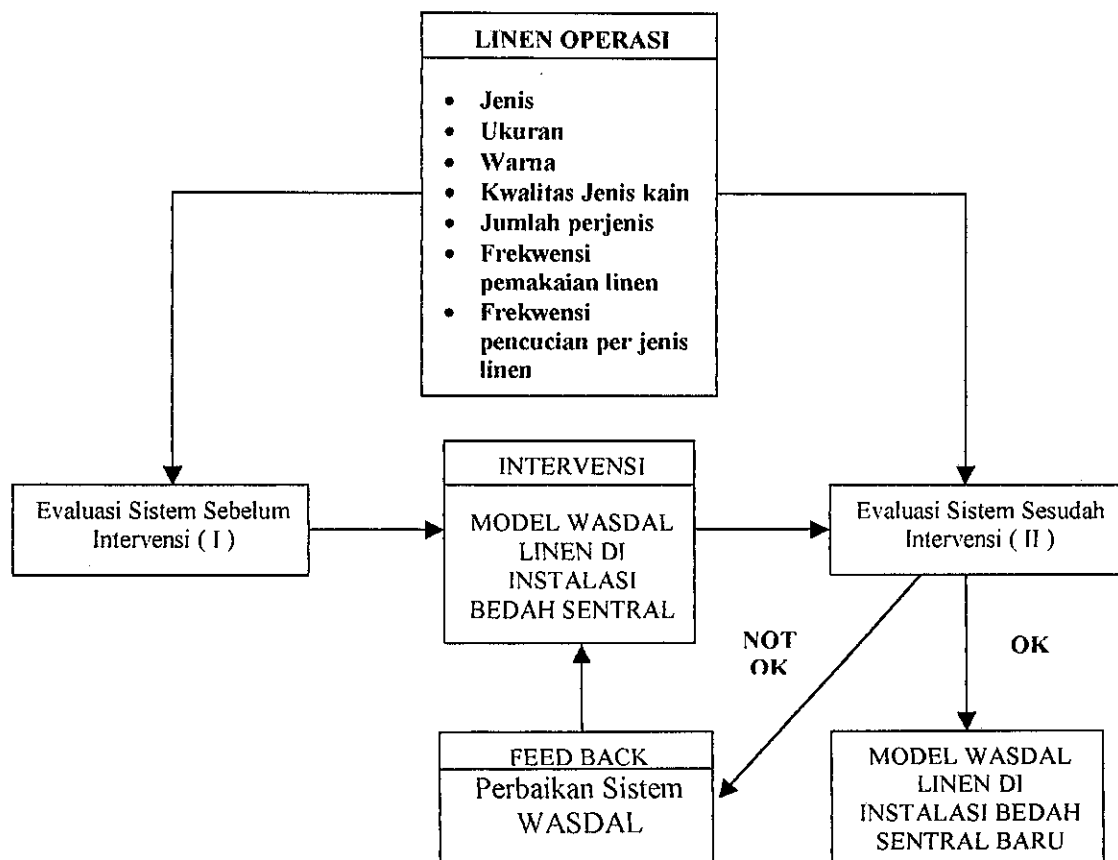 LINEN OPERASI
• Jenis
• Ukuran
• Warna
• Kwalitas Jenis kain
• Jumlah perjenis
• Frekwensi
pemakaian linen
• Frekwensi
pencucian per jenis
linen
Evaluasi Sistem Sebelum
Intervensi ( I )
INTERVENSI
MODEL WASDAL
LINEN DI
INSTALASI
BEDAH SENTRAL
Evaluasi Sistem Sesudah
Intervensi ( II )
NOT
OK
OK
FEED BACK
Perbaikan Sistem
WASDAL
MODEL WASDAL
LINEN DI
INSTALASI BEDAH
SENTRAL BARU